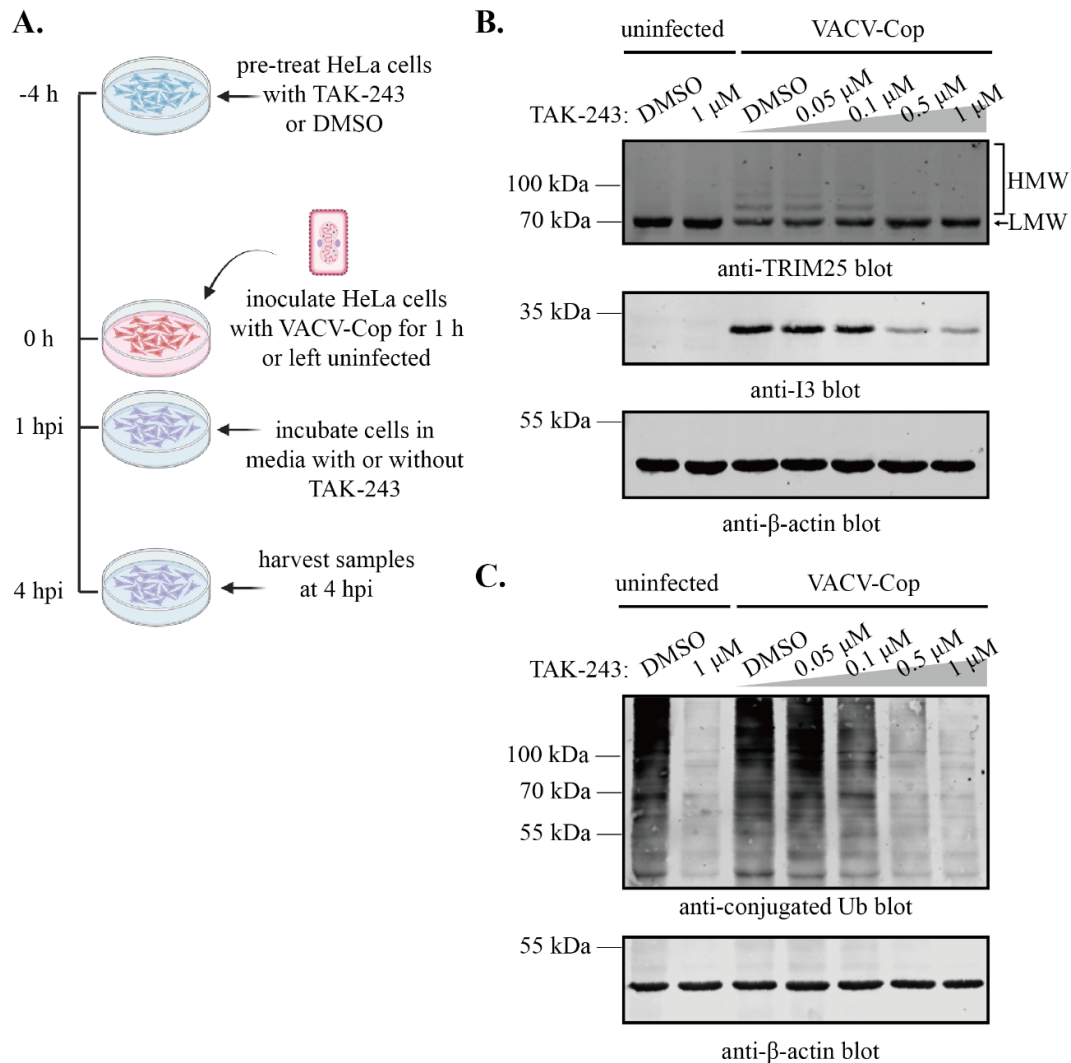 A.
-4 h
pre-treat HeLa cells
with TAK-243
or DMSO
0 h
inoculate HeLa cells
with VACV-Cop for 1 h
or left uninfected
1 hpi
incubate cells in
media with or without
TAK-243
4 hpi
harvest samples
at 4 hpi
B.
uninfected
VACV-Cop
TAK-243:
DMSO
1 µM
DMSO
0.05 µM
0.1 µM
0.5 µM
1 µM
100 kDa
70 kDa
HMW
LMW
anti-TRIM25 blot
35 kDa
anti-I3 blot
55 kDa
anti-β-actin blot
C.
uninfected
VACV-Cop
TAK-243:
DMSO
1 µM
DMSO
0.05 µM
0.1 µM
0.5 µM
1 µM
100 kDa
70 kDa
55 kDa
anti-conjugated Ub blot
55 kDa
anti-β-actin blot